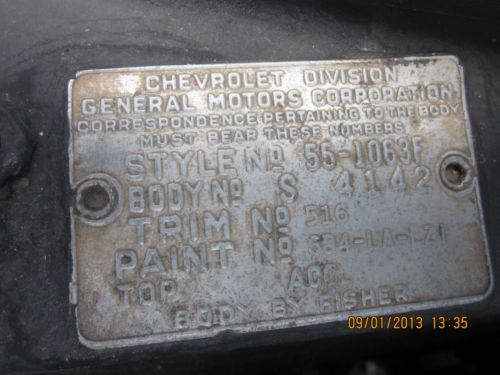 CHEVROLET DIVISION
GENERAL MOTORS CORPORATION
CORRESPONDENCE PERTAINING TO THE BODY
MUST BEAR THESE NUMBERS
STYLE No 55-1063F
BODY No S 4142
TRIM No 516
PAINT No
TOP ACC.
BODY BY FISHER
09/01/2013 13:35